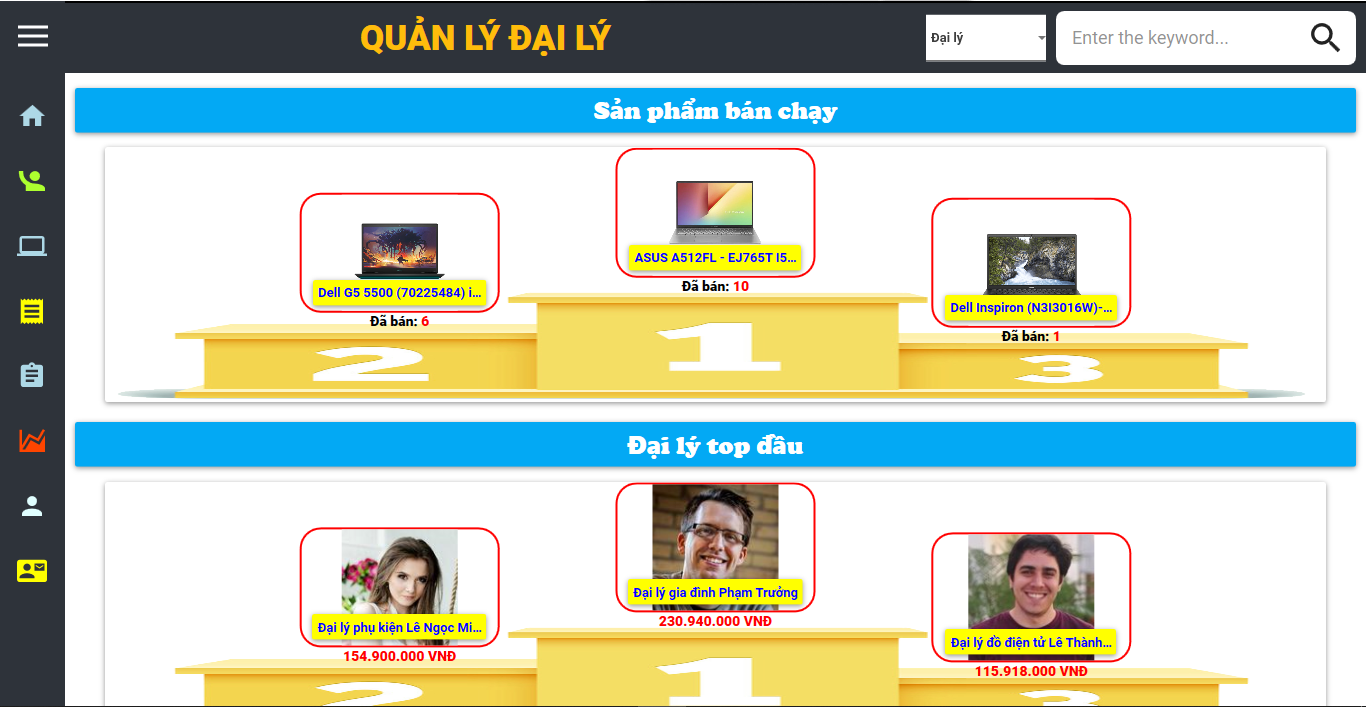 QUẢN LÝ ĐẠI LÝ
Đại lý
Enter the keyword...
Sản phẩm bán chạy
ASUS A512FL - EJ765T I5...
Đã bán: 10
Dell G5 5500 (70225484) i...
Đã bán: 6
Dell Inspiron (N3I3016W)-...
Đã bán: 1
2
1
3
Đại lý top đầu
Đại lý gia đình Phạm Trưởng
230.940.000 VNĐ
Đại lý phụ kiện Lê Ngọc Mi...
154.900.000 VNĐ
Đại lý đồ điện tử Lê Thành...
115.918.000 VNĐ
2
1
3